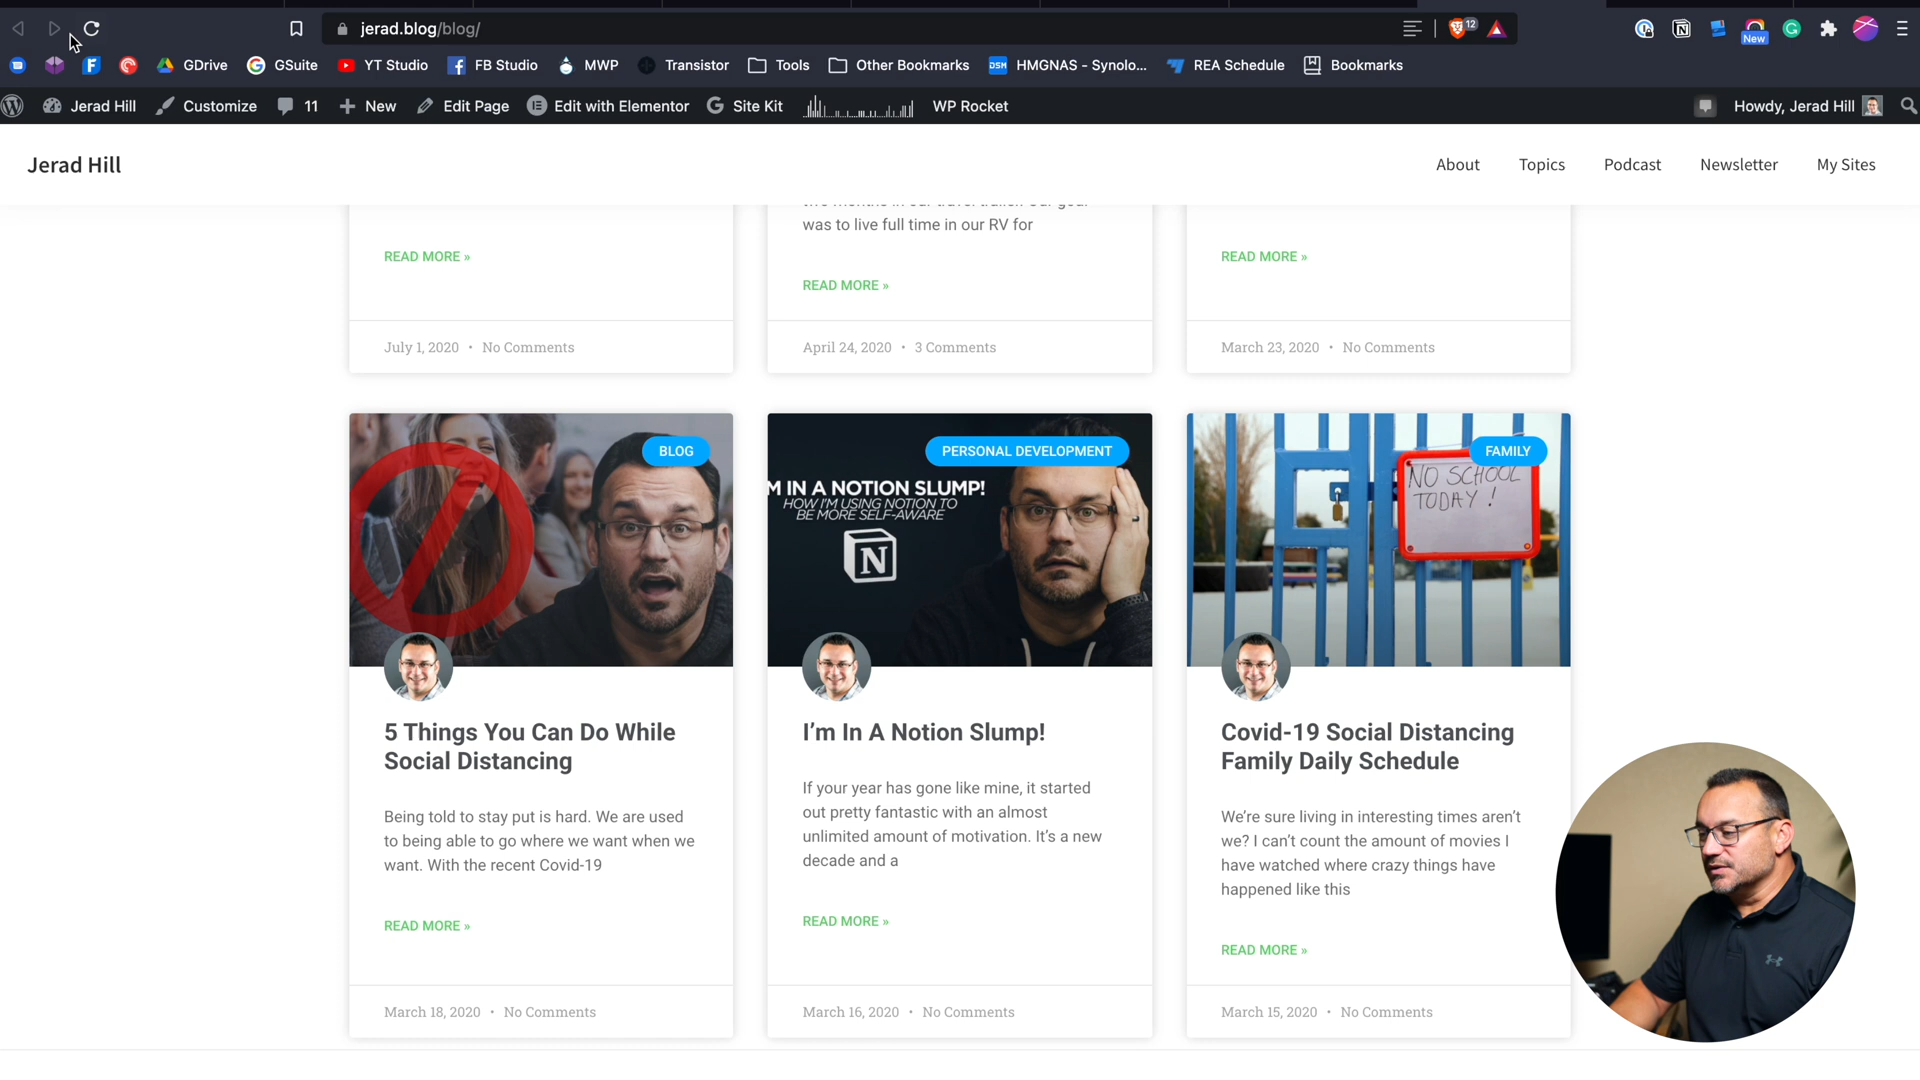 jerad.blog/blog/
12
New
GDrive
GSuite
YT Studio
FB Studio
MWP
Transistor
Tools
Other Bookmarks
DSM
HMGNAS - Synolo...
REA Schedule
Bookmarks
Jerad Hill
Customize
11
New
Edit Page
Edit with Elementor
Site Kit
WP Rocket
Howdy, Jerad Hill
Jerad Hill
About
Topics
Podcast
Newsletter
My Sites
was to live full time in our RV for
READ MORE »
READ MORE »
READ MORE »
July 1, 2020 • No Comments
April 24, 2020 • 3 Comments
March 23, 2020 • No Comments
BLOG
5 Things You Can Do While
Social Distancing
Being told to stay put is hard. We are used
to being able to go where we want when we
want. With the recent Covid-19
READ MORE »
March 18, 2020 • No Comments
PERSONAL DEVELOPMENT
M IN A NOTION SLUMP!
HOW I'M USING NOTION TO
BE MORE SELF-AWARE
N
I’m In A Notion Slump!
If your year has gone like mine, it started
out pretty fantastic with an almost
unlimited amount of motivation. It’s a new
decade and a
READ MORE »
March 16, 2020 • No Comments
FAMILY
NO SCHOOL
TODAY !
Covid-19 Social Distancing
Family Daily Schedule
We’re sure living in interesting times aren’t
we? I can’t count the amount of movies I
have watched where crazy things have
happened like this
READ MORE »
March 15, 2020 • No Comments